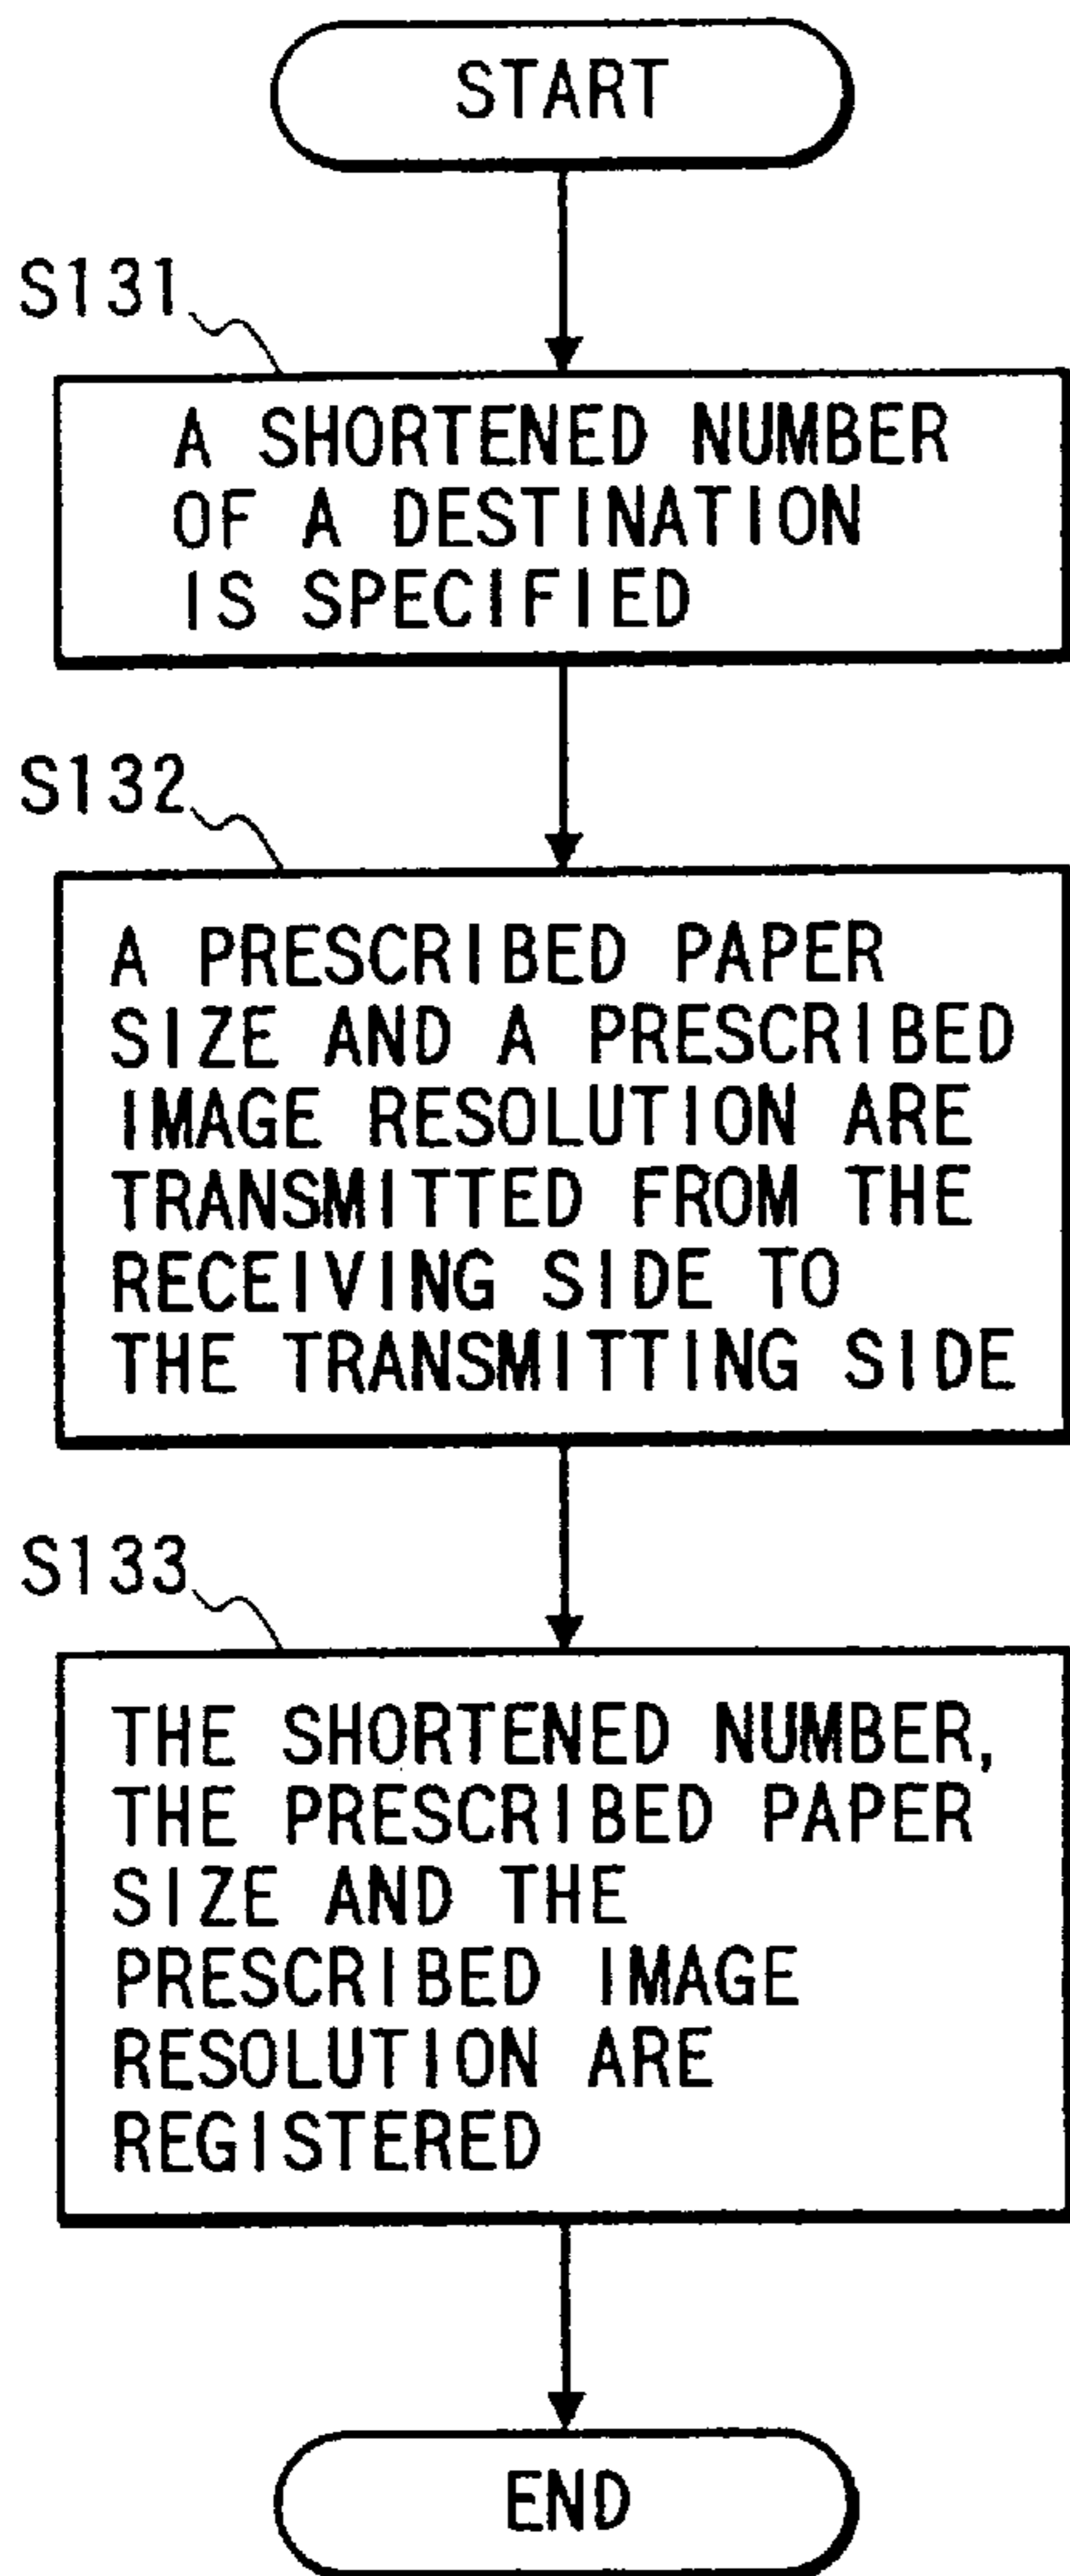 START
S131
A SHORTENED NUMBER
OF A DESTINATION
IS SPECIFIED
S132
A PRESCRIBED PAPER
SIZE AND A PRESCRIBED
IMAGE RESOLUTION ARE
TRANSMITTED FROM THE
RECEIVING SIDE TO
THE TRANSMITTING SIDE
S133
THE SHORTENED NUMBER,
THE PRESCRIBED PAPER
SIZE AND THE
PRESCRIBED IMAGE
RESOLUTION ARE
REGISTERED
END